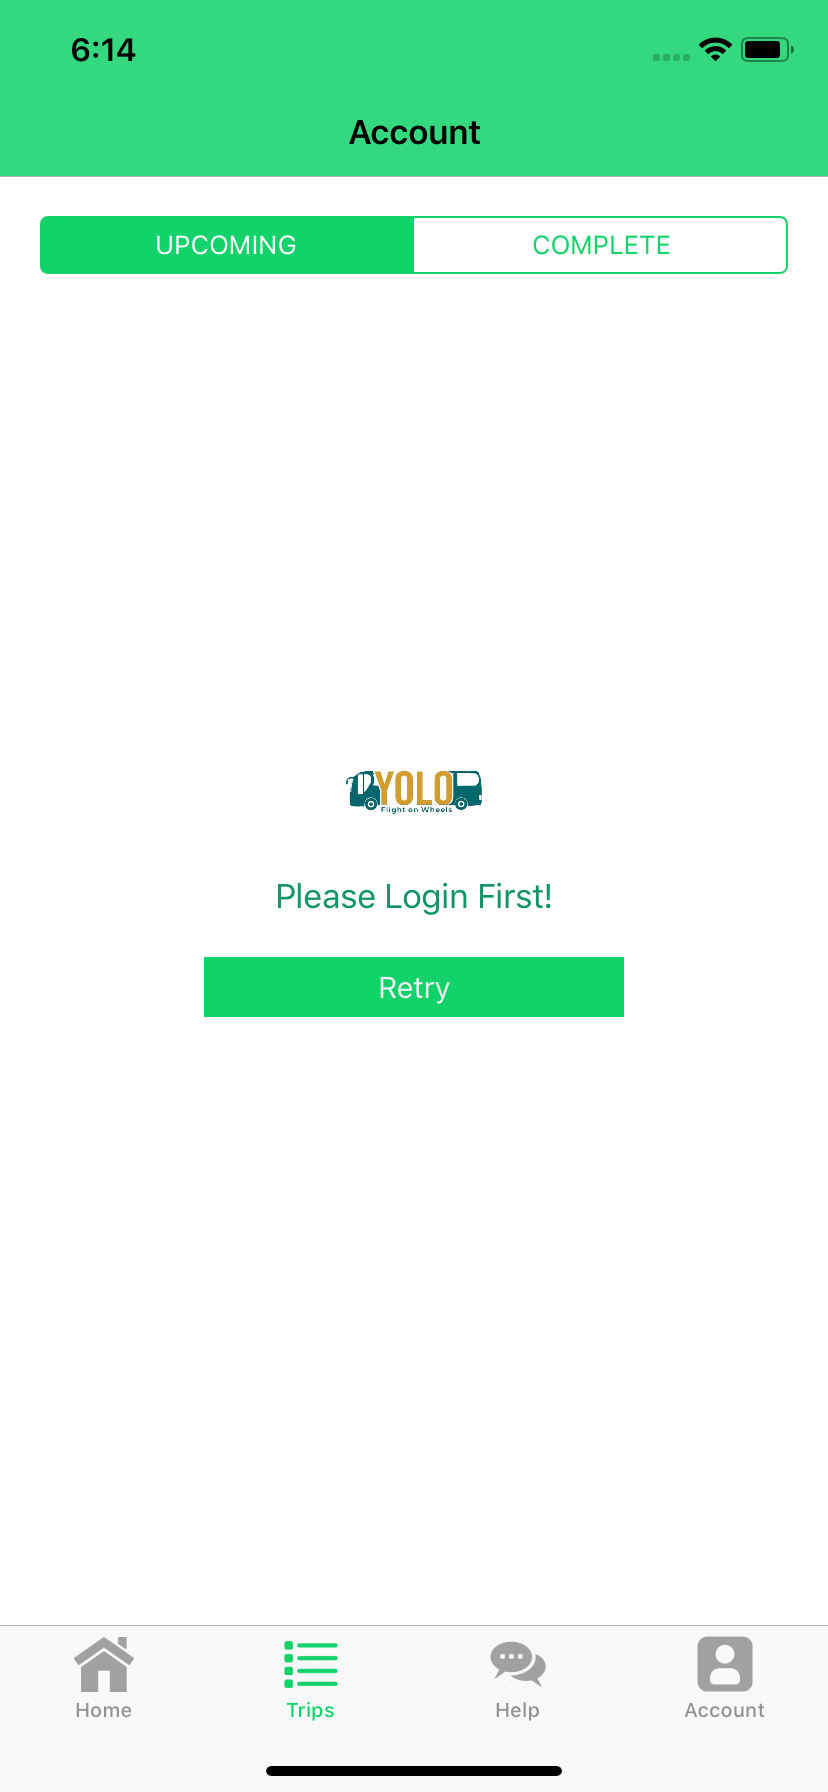 6:14
Account
UPCOMING
COMPLETE
YOLO
Flight on Wheels
Please Login First!
Retry
Home
Trips
Help
Account